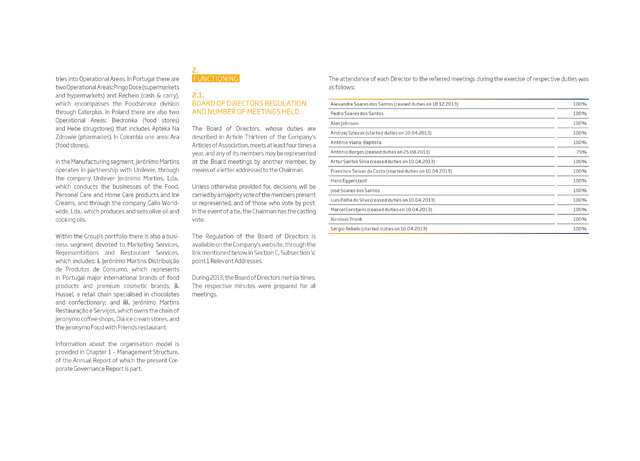 tries into Operational Areas. In Portugal there are
two Operational Areas: Pingo Doce (supermarkets
and hypermarkets) and Recheio (cash & carry),
which encompasses the Foodservice division
through Caterplus. In Poland there are also two
Operational Areas: Biedronka (food stores)
and Hebe (drugstores) that includes Apteka Na
Zdrowie (pharmacies). In Colombia one area: Ara
(food stores).
In the Manufacturing segment, Jerónimo Martins
operates in partnership with Unilever, through
the company Unilever Jerónimo Martins, Lda.,
which conducts the businesses of the Food,
Personal Care and Home Care products and Ice
Creams, and through the company Gallo World-
wide, Lda., which produces and sells olive oil and
cooking oils.
Within the Group's portfolio there is also a busi-
ness segment devoted to Marketing Services,
Representations and Restaurant Services,
which includes: i. Jerónimo Martins Distribuição
de Produtos de Consumo, which represents
in Portugal major international brands of food
products and premium cosmetic brands; ii.
Hussel, a retail chain specialised in chocolates
and confectionary; and iii. Jerónimo Martins
Restauração e Serviços, which owns the chain of
Jeronymo coffee shops, Olá ice cream stores, and
the Jeronymo Food with Friends restaurant.
Information about the organisation model is
provided in Chapter 1 – Management Structure,
of the Annual Report of which the present Cor-
porate Governance Report is part.
2.
FUNCTIONING
2.1.
BOARD OF DIRECTORS REGULATION
AND NUMBER OF MEETINGS HELD
The Board of Directors, whose duties are
described in Article Thirteen of the Company's
Articles of Association, meets at least four times a
year, and any of its members may be represented
at the Board meetings by another member, by
means of a letter addressed to the Chairman.
Unless otherwise provided for, decisions will be
carried by a majority vote of the members present
or represented, and of those who vote by post.
In the event of a tie, the Chairman has the casting
vote.
The Regulation of the Board of Directors is
available on the Company's website, through the
link mentioned below, in Section C, Subsection V,
point 1 Relevant Addresses.
During 2013, the Board of Directors met six times.
The respective minutes were prepared for all
meetings.
The attendance of each Director to the referred meetings during the exercise of respective duties was
as follows:
Alexandre Soares dos Santos (ceased duties on 18.12.2013) 100%
Pedro Soares dos Santos 100%
Alan Johnson 100%
Andrzej Szlezak (started duties on 10.04.2013) 100%
António Viana-Baptista 100%
António Borges (ceased duties on 25.08.2013) 75%
Artur Santos Silva (ceased duties on 10.04.2013) 100%
Francisco Seixas da Costa (started duties on 10.04.2013) 100%
Hans Eggerstedt 100%
José Soares dos Santos 100%
Luís Palha da Silva (ceased duties on 10.04.2013) 100%
Marcel Corstjens (ceased duties on 10.04.2013) 100%
Nicolaas Pronk 100%
Sérgio Rebelo (started duties on 10.04.2013) 100%